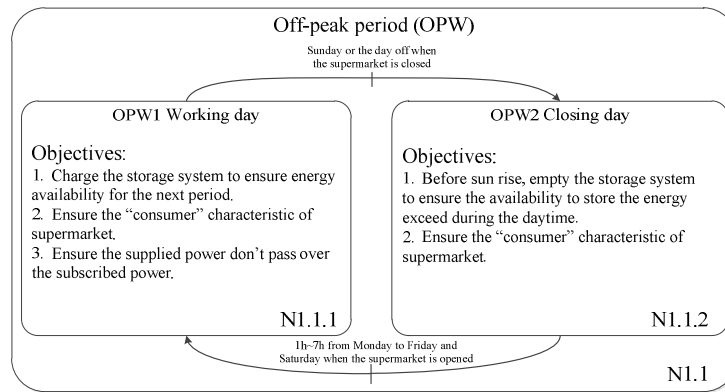 Off-peak period (OPW)
Sunday or the day off when
the supermarket is closed
OPW1 Working day
Objectives:
1. Charge the storage system to ensure energy
availability for the next period.
2. Ensure the “consumer” characteristic of
supermarket.
3. Ensure the supplied power don’t pass over
the subscribed power.
N1.1.1
OPW2 Closing day
Objectives:
1. Before sun rise, empty the storage system
to ensure the availability to store the energy
exceed during the daytime.
2. Ensure the “consumer” characteristic of
supermarket.
N1.1.2
1h~7h from Monday to Friday and
Saturday when the supermarket is opened
N1.1